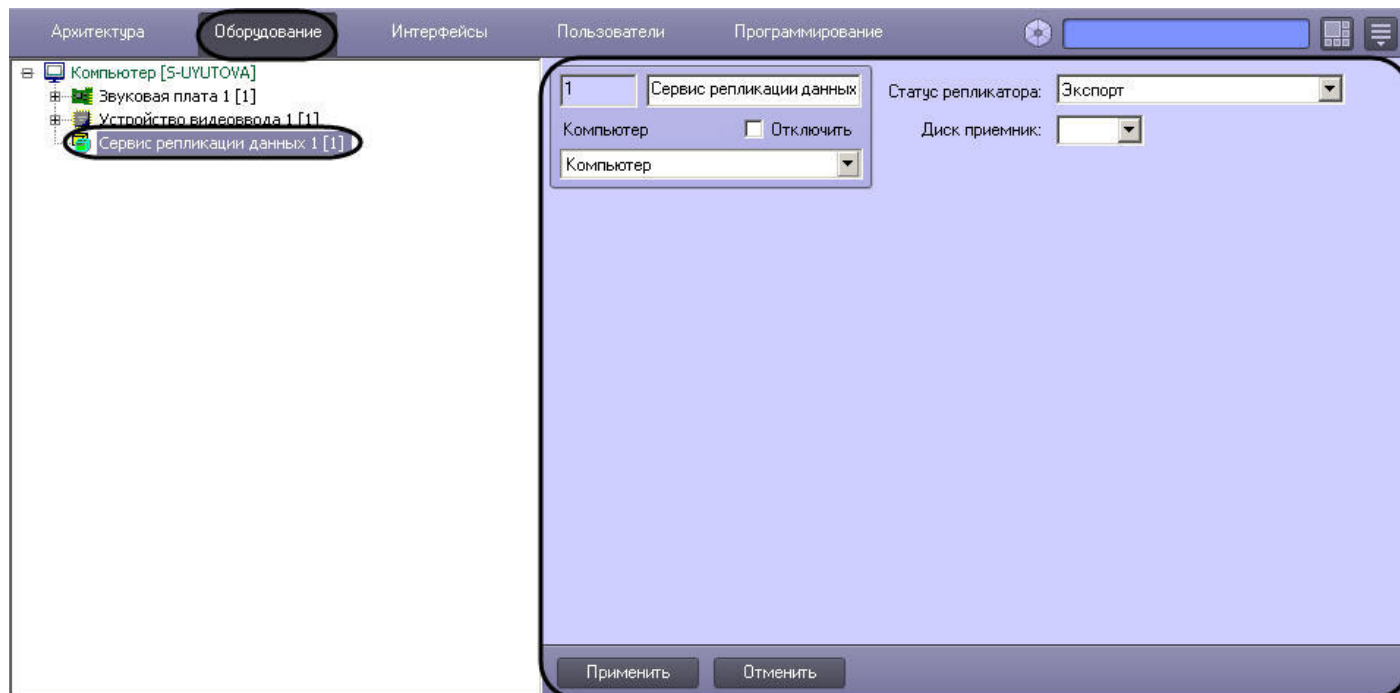 Архитектура Оборудование Интерфейсы Пользователи Программирование
Компьютер [S-UYUTOVA]
Звуковая плата 1 [1]
Устройство видеоввода 1 [1]
Сервис репликации данных 1 [1]
1 Сервис репликации данных
Компьютер Отключить
Компьютер
Статус репликатора: Экспорт
Диск приемник:
Применить Отменить